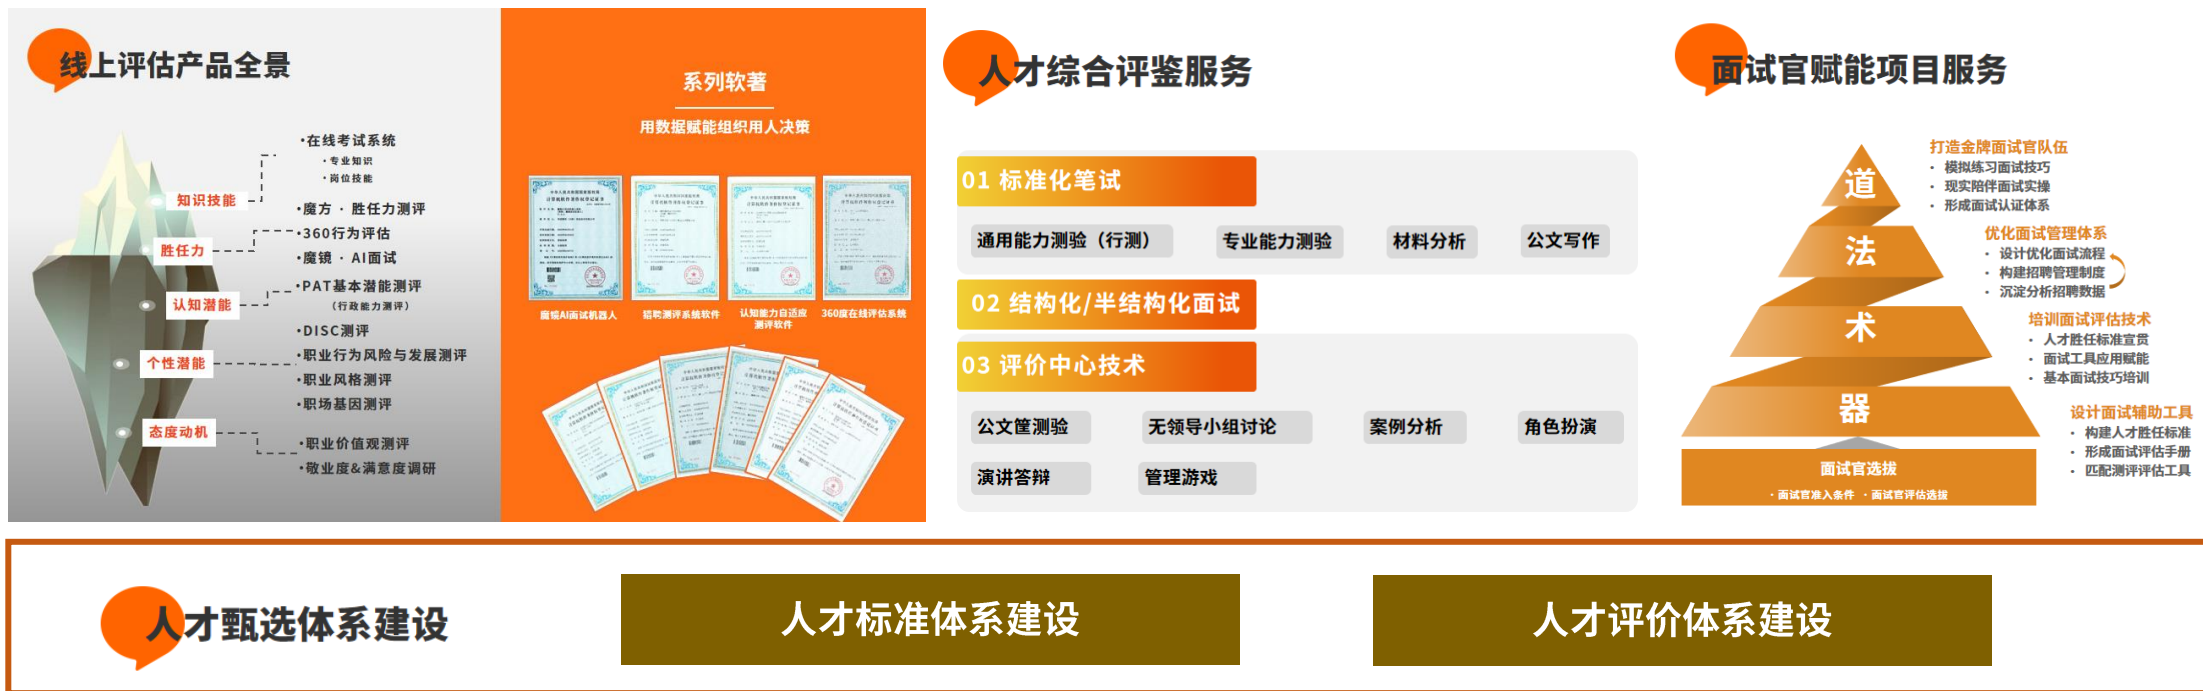 线上评估产品全景
·在线考试系统
·专业知识
·岗位技能
知识技能
·魔方 · 胜任力测评
·360行为评估
·魔镜 · AI面试
胜任力
·PAT基本潜能测评
（行政能力测评）
认知潜能
·DISC测评
·职业行为风险与发展测评
·职业风格测评
·职场基因测评
个性潜能
·职业价值观测评
·敬业度&满意度调研
态度动机
系列软著
用数据赋能组织用人决策
魔镜AI面试机器人
招聘测评系统软件
认知能力自适应
测评软件
360度在线评估系统
人才综合评鉴服务
01 标准化笔试
通用能力测验（行测）
专业能力测验
材料分析
公文写作
02 结构化/半结构化面试
03 评价中心技术
公文筐测验
无领导小组讨论
案例分析
角色扮演
演讲答辩
管理游戏
面试官赋能项目服务
道
法
术
器
打造金牌面试官队伍
· 模拟练习面试技巧
· 现实陪伴面试实操
· 形成面试认证体系
优化面试管理体系
· 设计优化面试流程
· 构建招聘管理制度
· 沉淀分析招聘数据
培训面试评估技术
· 人才胜任标准宣贯
· 面试工具应用赋能
· 基本面试技巧培训
设计面试辅助工具
· 构建人才胜任标准
· 形成面试评估手册
· 匹配测评评估工具
面试官选拔
· 面试官准入条件 · 面试官评估选拔
人才甄选体系建设
人才标准体系建设
人才评价体系建设